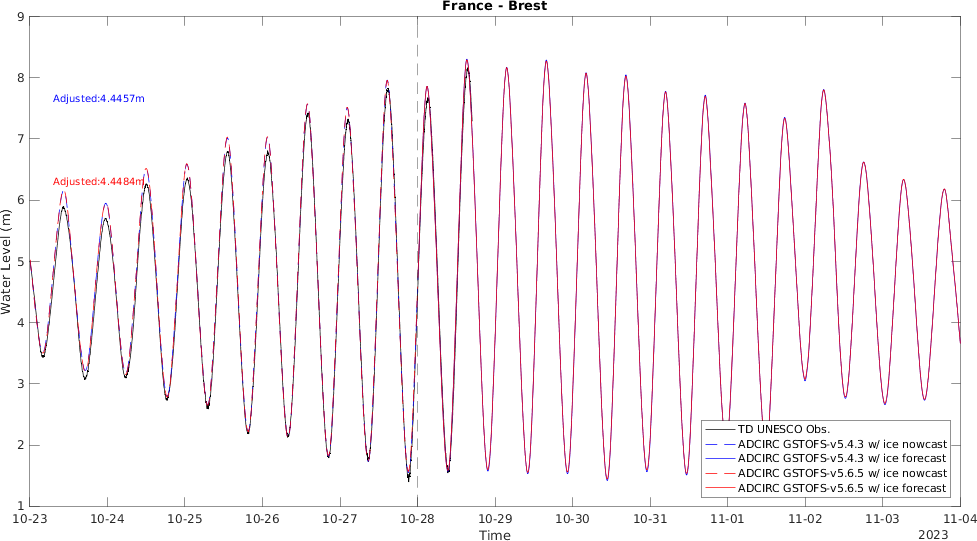 France - Brest
9
8
7
6
5
4
3
2
1
Water Level (m)
Adjusted:4.4457m
Adjusted:4.4484m
TD UNESCO Obs.
ADCIRC GSTOFS-v5.4.3 w/ ice nowcast
ADCIRC GSTOFS-v5.4.3 w/ ice forecast
ADCIRC GSTOFS-v5.6.5 w/ ice nowcast
ADCIRC GSTOFS-v5.6.5 w/ ice forecast
10-23 10-24 10-25 10-26 10-27 10-28 10-29 10-30 10-31 11-01 11-02 11-03 11-04
Time
2023